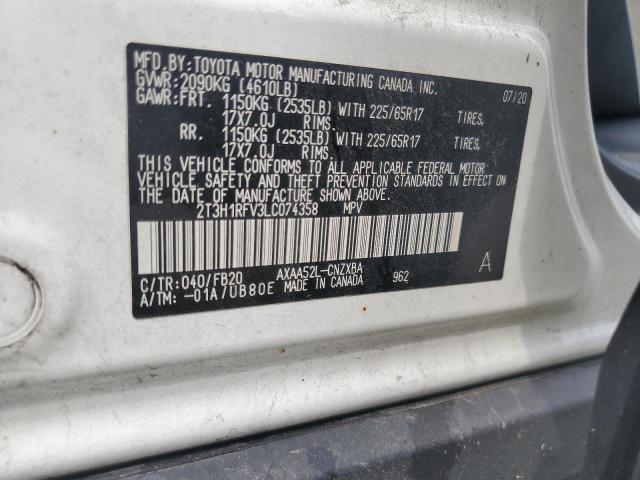 MFD. BY: TOYOTA MOTOR MANUFACTURING CANADA INC.
GVWR: 2090KG (4610LB) 07/20
GAWR: FRT. 1150KG (2535LB) WITH 225/65R17 TIRES,
17X7.0J RIMS.
RR. 1150KG (2535LB) WITH 225/65R17 TIRES,
17X7.0J RIMS.
THIS VEHICLE CONFORMS TO ALL APPLICABLE FEDERAL MOTOR
VEHICLE SAFETY AND THEFT PREVENTION STANDARDS IN EFFECT ON
THE DATE OF MANUFACTURE SHOWN ABOVE.
2T3H1RFV3LC074358 MPV
C/TR: 040/FB20 AXAA52L-CNZXBA A
A/TM: -01A/UB80E MADE IN CANADA 962